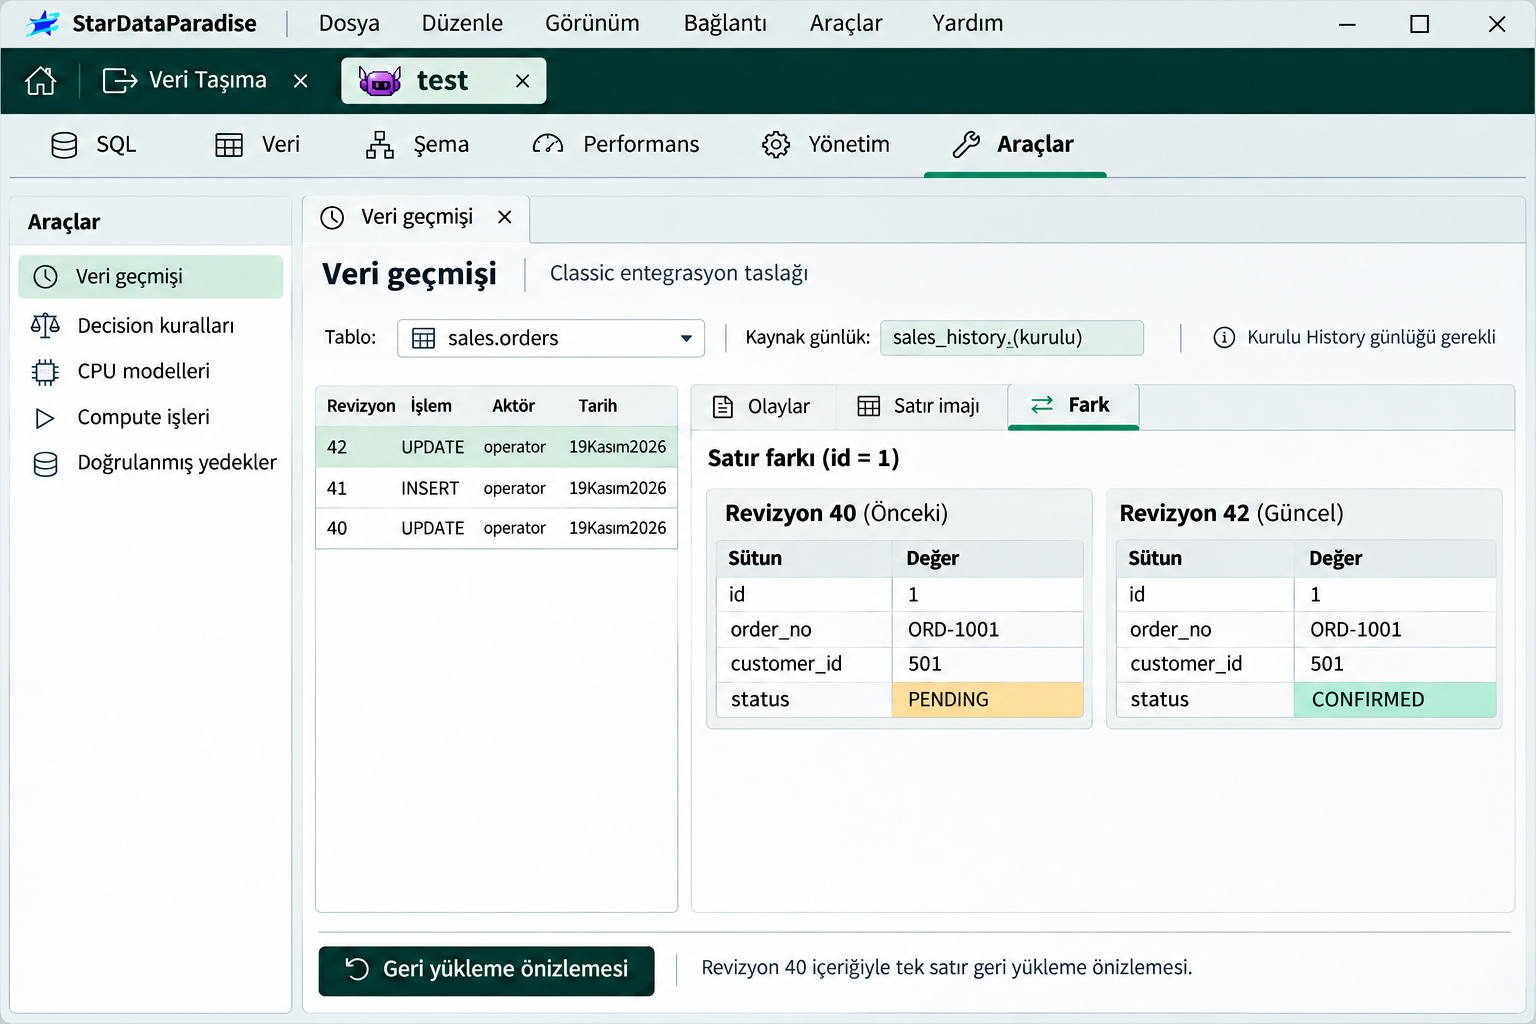 StarDataParadise Dosya Düzenle Görünüm Bağlantı Araçlar Yardım
Veri Taşıma
test
SQL Veri Şema Performans Yönetim Araçlar
Araçlar
Veri geçmişi
Decision kuralları
CPU modelleri
Compute işleri
Doğrulanmış yedekler
Veri geçmişi
Veri geçmişi
Classic entegrasyon taslağı
Tablo: sales.orders Kaynak günlük: sales_history.(kurulu) Kurulu History günlüğü gerekli
Revizyon İşlem Aktör Tarih
42 UPDATE operator 19Kasım2026
41 INSERT operator 19Kasım2026
40 UPDATE operator 19Kasım2026
Olaylar Satır imajı Fark
Satır farkı (id = 1)
Revizyon 40 (Önceki)
Sütun Değer
id 1
order_no ORD-1001
customer_id 501
status PENDING
Revizyon 42 (Güncel)
Sütun Değer
id 1
order_no ORD-1001
customer_id 501
status CONFIRMED
Geri yükleme önizlemesi
Revizyon 40 içeriğiyle tek satır geri yükleme önizlemesi.